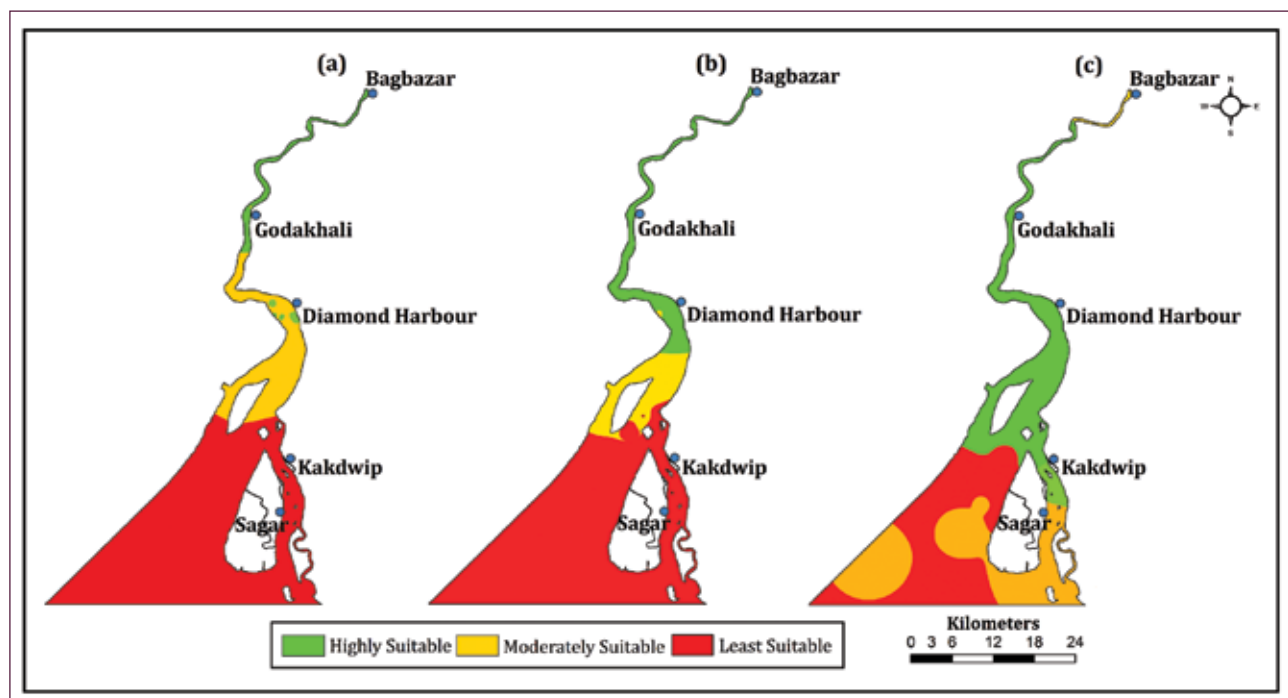 (a)
Bagbazar
Godakhali
Diamond Harbour
Kakdwip
Sagar
(b)
Bagbazar
Godakhali
Diamond Harbour
Kakdwip
Sagar
(c)
Bagbazar
N
W E
S
Godakhali
Diamond Harbour
Kakdwip
Sagar
Highly Suitable Moderately Suitable Least Suitable
Kilometers
0 3 6 12 18 24